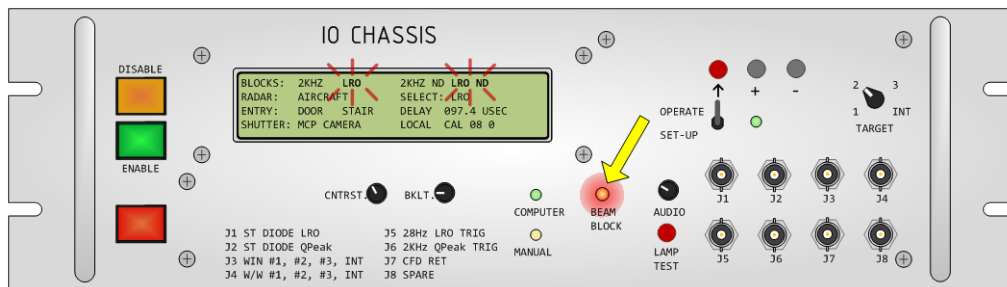 IO CHASSIS
DISABLE
ENABLE
BLOCKS: 2KHZ LRO 2KHZ ND LRO ND
RADAR: AIRCRAFT SELECT: LRO
ENTRY: DOOR STAIR DELAY 097.4 USEC
SHUTTER: MCP CAMERA LOCAL CAL 08 0
CNTRST.
BKLT.
COMPUTER
MANUAL
BEAM
BLOCK
AUDIO
LAMP
TEST
OPERATE
SET-UP
+
-
2
3
1
INT
TARGET
J1
J2
J3
J4
J5
J6
J7
J8
J1 ST DIODE LRO
J2 ST DIODE QPeak
J3 WIN #1, #2, #3, INT
J4 W/W #1, #2, #3, INT
J5 28Hz LRO TRIG
J6 2KHz QPeak TRIG
J7 CFD RET
J8 SPARE